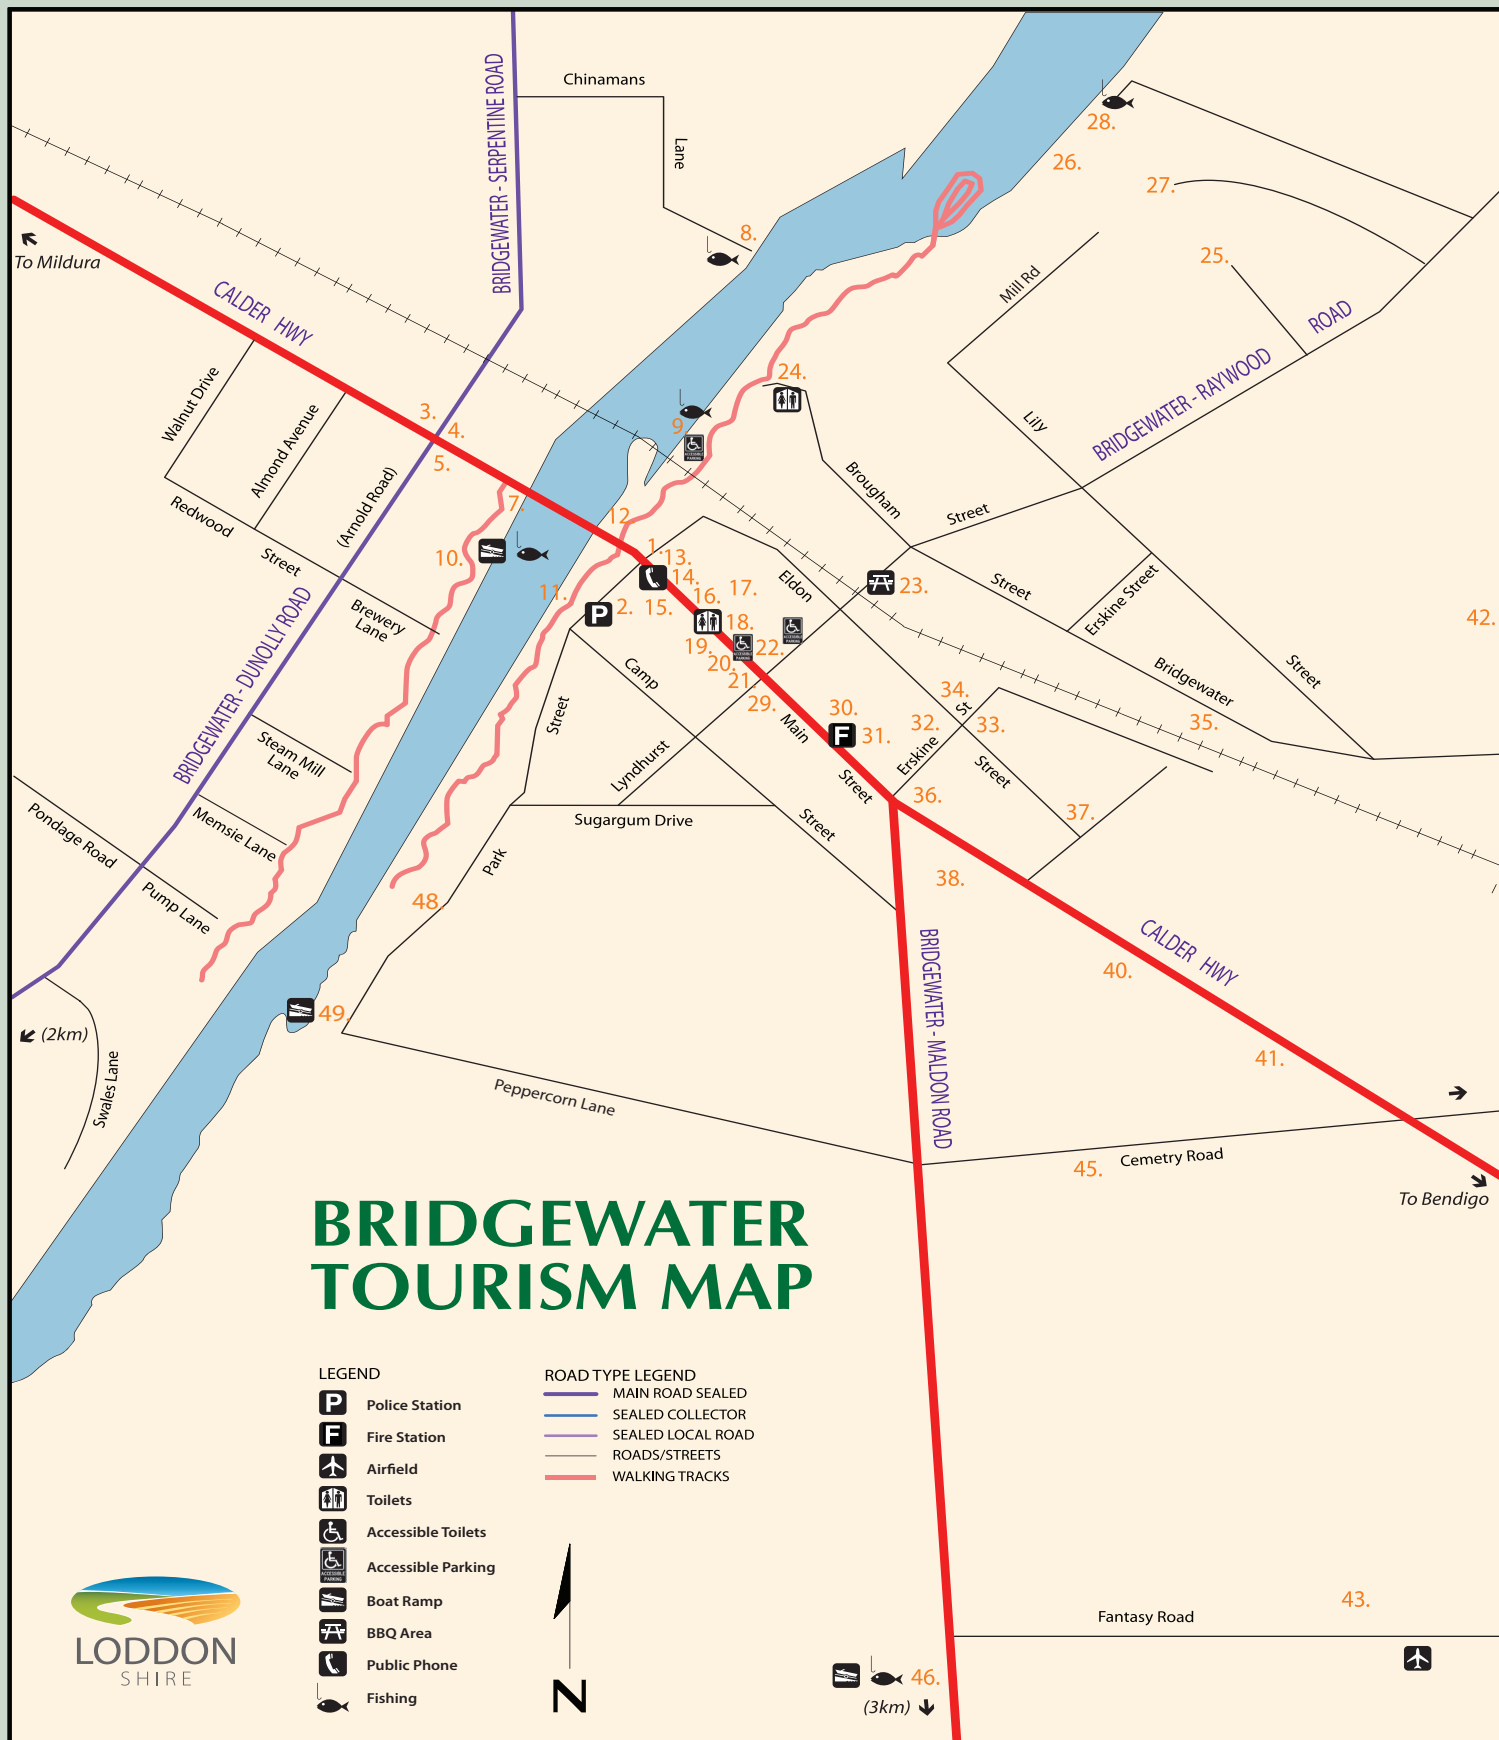 Chinamans
Lane
BRIDGEWATER - SERPENTINE ROAD
28.
26.
27.
8.
25.
To Mildura
CALDER HWY
Mill Rd
ROAD
BRIDGEWATER - RAYWOOD
24.
Walnut Drive
Almond Avenue
3.
4.
5.
9.
Lily
Brougham
Street
(Arnold Road)
Redwood
Street
7.
12.
10.
11.
1.
13.
14.
15.
16.
17.
2.
P
18.
19.
20.
21.
22.
ACCESSIBLE
PARKING
ACCESSIBLE
PARKING
ACCESSIBLE
PARKING
23.
Eldon
Street
Erskine Street
42.
Brewery
Lane
BRIDGEWATER - DUNOLLY ROAD
Camp
Street
29.
Main
Street
30.
F
31.
32.
34.
33.
Erskine
St
Street
Bridgewater
Street
35.
Steam Mill
Lane
Lyndhurst
36.
37.
Memsie Lane
Pondage Road
Pump Lane
Sugargum Drive
Street
Park
38.
48.
CALDER HWY
BRIDGEWATER - MALDON ROAD
40.
49.
(2km)
Swales Lane
41.
Peppercorn Lane
45.
Cemetry Road
To Bendigo
BRIDGEWATER
TOURISM MAP
LEGEND
P Police Station
F Fire Station
Airfield
Toilets
Accessible Toilets
ACCESSIBLE
PARKING
Accessible Parking
Boat Ramp
BBQ Area
Public Phone
Fishing
ROAD TYPE LEGEND
MAIN ROAD SEALED
SEALED COLLECTOR
SEALED LOCAL ROAD
ROADS/STREETS
WALKING TRACKS
N
LODDON
SHIRE
43.
Fantasy Road
46.
(3km)